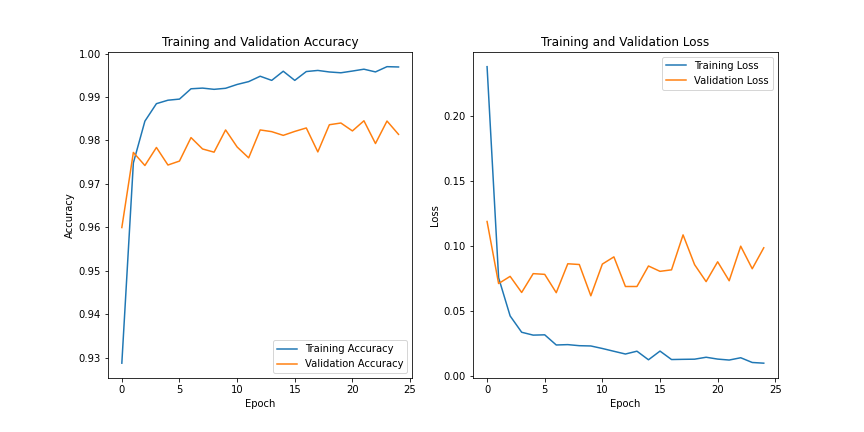 Training and Validation Accuracy
1.00
0.99
0.98
0.97
0.96
0.95
0.94
0.93
Accuracy
0
5
10
15
20
25
Epoch
Training Accuracy
Validation Accuracy
Training and Validation Loss
0.20
0.15
0.10
0.05
0.00
Loss
0
5
10
15
20
25
Epoch
Training Loss
Validation Loss